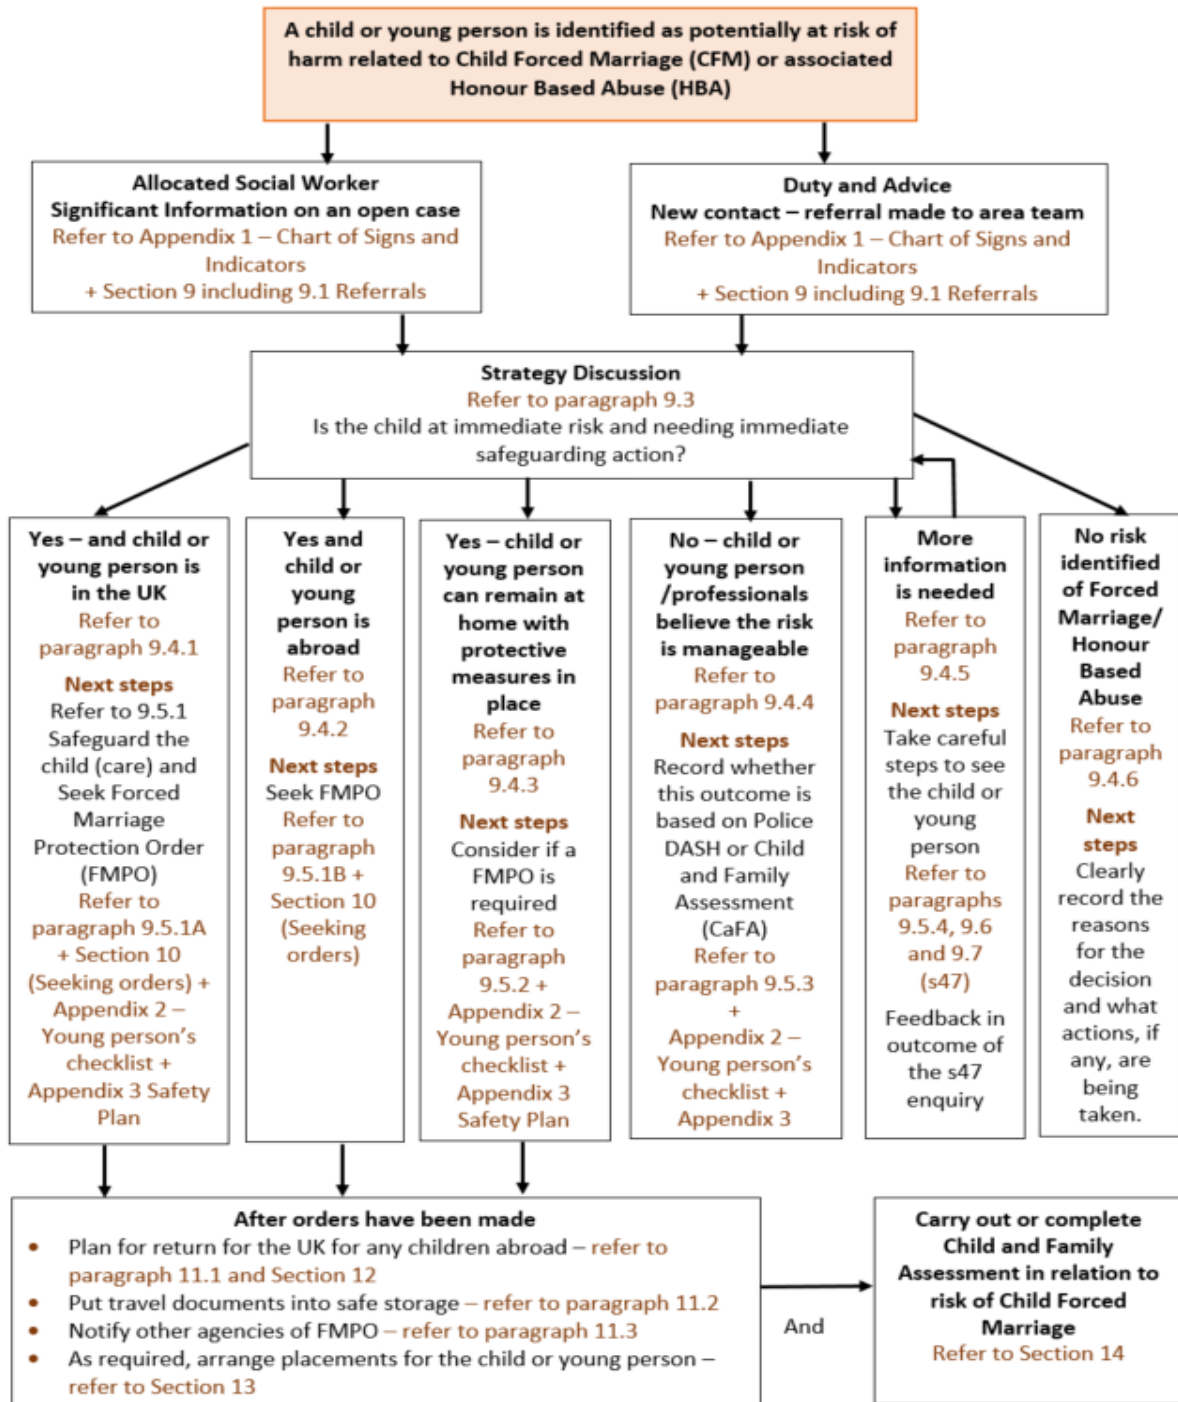 A child or young person is identified as potentially at risk of
harm related to Child Forced Marriage (CFM) or associated
Honour Based Abuse (HBA)
Allocated Social Worker
Significant Information on an open case
Refer to Appendix 1 – Chart of Signs and
Indicators
+ Section 9 including 9.1 Referrals
Duty and Advice
New contact – referral made to area team
Refer to Appendix 1 – Chart of Signs and
Indicators
+ Section 9 including 9.1 Referrals
Strategy Discussion
Refer to paragraph 9.3
Is the child at immediate risk and needing immediate
safeguarding action?
Yes – and child or
young person is
in the UK
Refer to
paragraph 9.4.1
Next steps
Refer to 9.5.1
Safeguard the
child (care) and
Seek Forced
Marriage
Protection Order
(FMPO)
Refer to
paragraph 9.5.1A
+ Section 10
(Seeking orders) +
Appendix 2 –
Young person's
checklist +
Appendix 3 Safety
Plan
Yes and
child or
young
person is
abroad
Refer to
paragraph
9.4.2
Next steps
Seek FMPO
Refer to
paragraph
9.5.1B +
Section 10
(Seeking
orders)
Yes – child or
young person
can remain at
home with
protective
measures in
place
Refer to
paragraph
9.4.3
Next steps
Consider if a
FMPO is
required
Refer to
paragraph
9.5.2 +
Appendix 2 –
Young person's
checklist +
Appendix 3
Safety Plan
No – child or
young person
/professionals
believe the risk
is manageable
Refer to
paragraph 9.4.4
Next steps
Record whether
this outcome is
based on Police
DASH or Child
and Family
Assessment
(CaFA)
Refer to
paragraph 9.5.3
+
Appendix 2 –
Young person's
checklist +
Appendix 3
More
information
is needed
Refer to
paragraph
9.4.5
Next steps
Take careful
steps to see
the child or
young
person
Refer to
paragraphs
9.5.4, 9.6
and 9.7
(s47)
Feedback in
outcome of
the s47
enquiry
No risk
identified
of Forced
Marriage/
Honour
Based
Abuse
Refer to
paragraph
9.4.6
Next
steps
Clearly
record the
reasons
for the
decision
and what
actions, if
any, are
being
taken.
After orders have been made
• Plan for return for the UK for any children abroad – refer to
paragraph 11.1 and Section 12
• Put travel documents into safe storage – refer to paragraph 11.2
• Notify other agencies of FMPO – refer to paragraph 11.3
• As required, arrange placements for the child or young person –
refer to Section 13
And
Carry out or complete
Child and Family
Assessment in relation to
risk of Child Forced
Marriage
Refer to Section 14